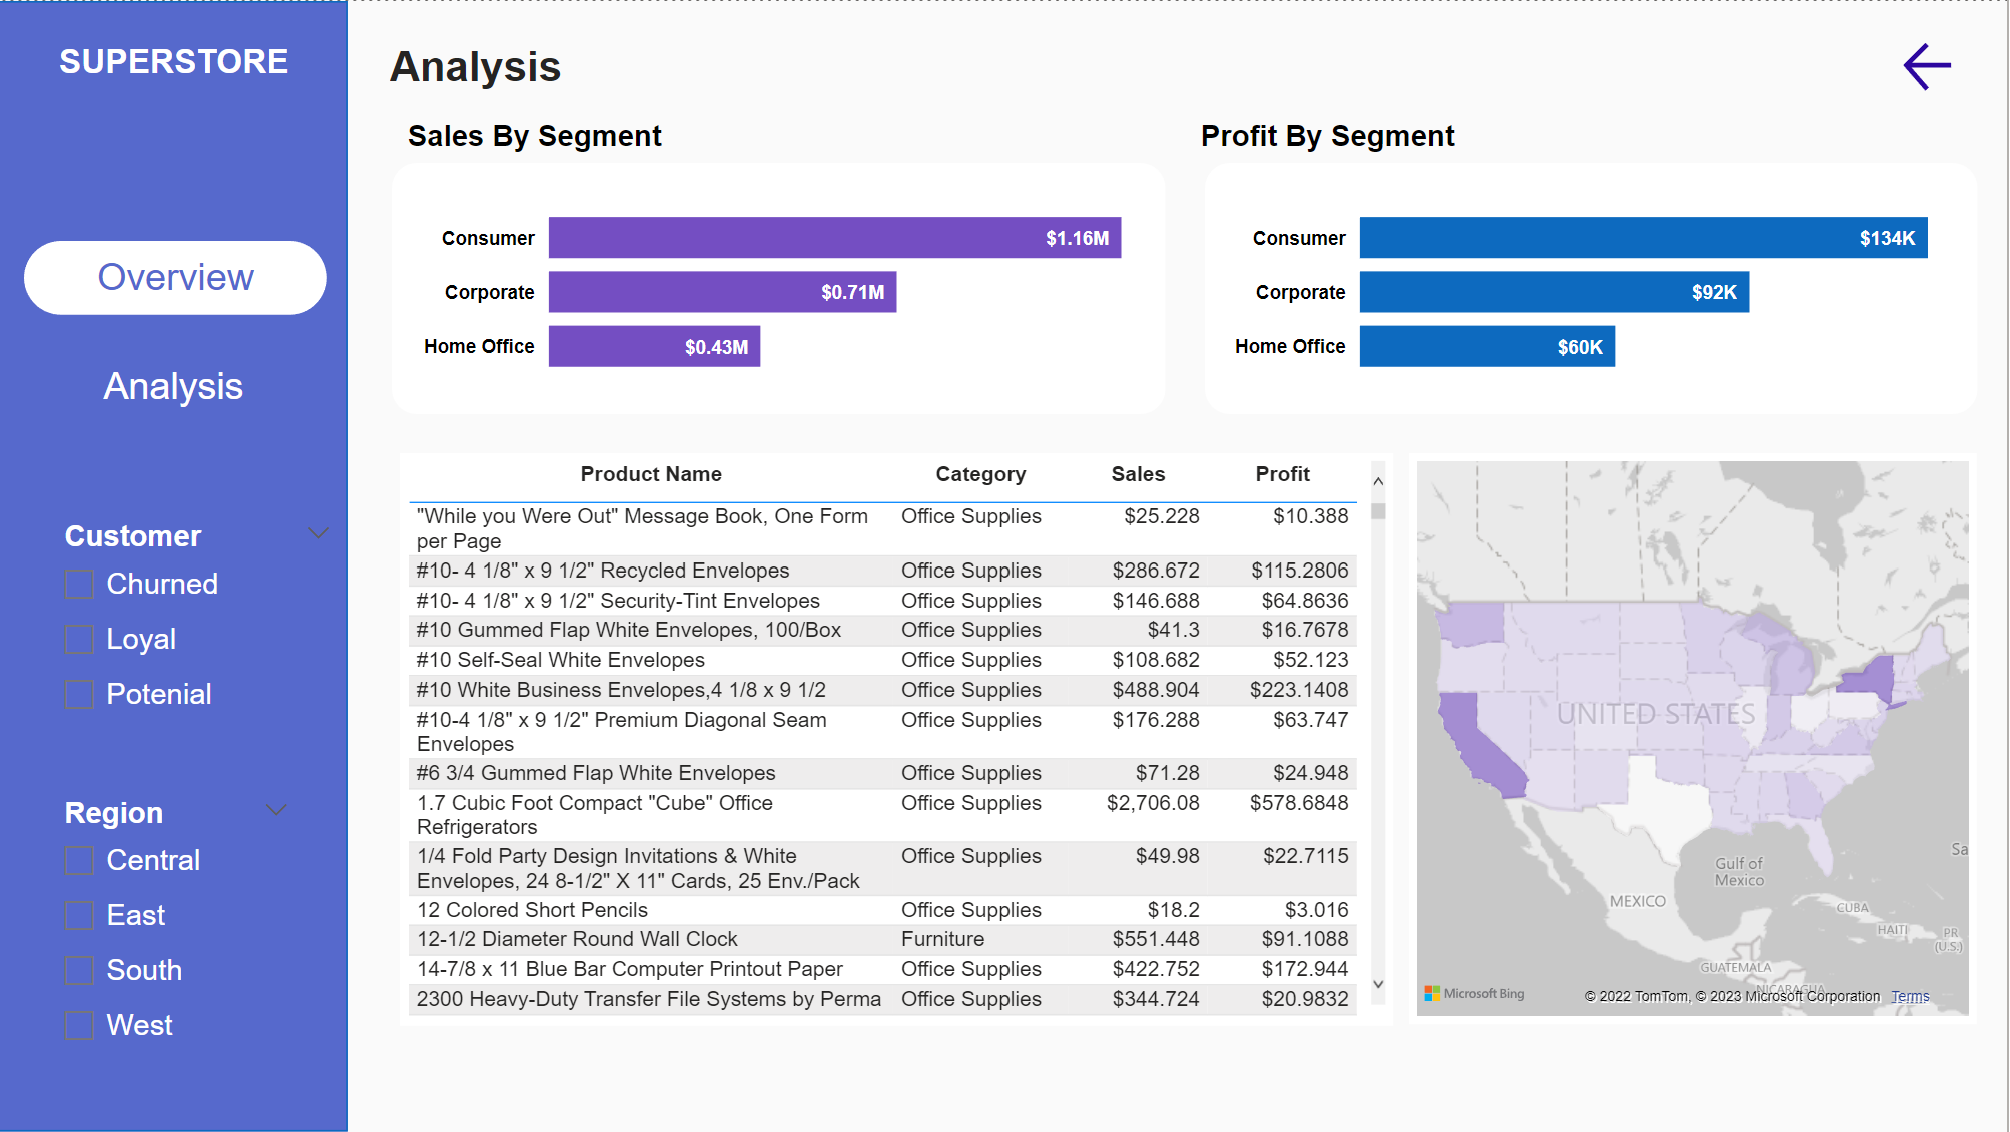 SUPERSTORE
Overview
Analysis
Customer
Churned
Loyal
Potenial
Region
Central
East
South
West
Analysis
Sales By Segment
Consumer $1.16M
Corporate $0.71M
Home Office $0.43M
Profit By Segment
Consumer $134K
Corporate $92K
Home Office $60K
Product Name Category Sales Profit
"While you Were Out" Message Book, One Form Office Supplies $25.228 $10.388
per Page
#10- 4 1/8" x 9 1/2" Recycled Envelopes Office Supplies $286.672 $115.2806
#10- 4 1/8" x 9 1/2" Security-Tint Envelopes Office Supplies $146.688 $64.8636
#10 Gummed Flap White Envelopes, 100/Box Office Supplies $41.3 $16.7678
#10 Self-Seal White Envelopes Office Supplies $108.682 $52.123
#10 White Business Envelopes,4 1/8 x 9 1/2 Office Supplies $488.904 $223.1408
#10-4 1/8" x 9 1/2" Premium Diagonal Seam Office Supplies $176.288 $63.747
Envelopes
#6 3/4 Gummed Flap White Envelopes Office Supplies $71.28 $24.948
1.7 Cubic Foot Compact "Cube" Office Office Supplies $2,706.08 $578.6848
Refrigerators
1/4 Fold Party Design Invitations & White Office Supplies $49.98 $22.7115
Envelopes, 24 8-1/2" X 11" Cards, 25 Env./Pack
12 Colored Short Pencils Office Supplies $18.2 $3.016
12-1/2 Diameter Round Wall Clock Furniture $551.448 $91.1088
14-7/8 x 11 Blue Bar Computer Printout Paper Office Supplies $422.752 $172.944
2300 Heavy-Duty Transfer File Systems by Perma Office Supplies $344.724 $20.9832
UNITED STATES
Sa
Gulf of
Mexico
MEXICO
CUBA
HAITI
PR
(U.S.)
GUATEMALA
NICARAGUA
Microsoft Bing
© 2022 TomTom, © 2023 Microsoft Corporation Terms